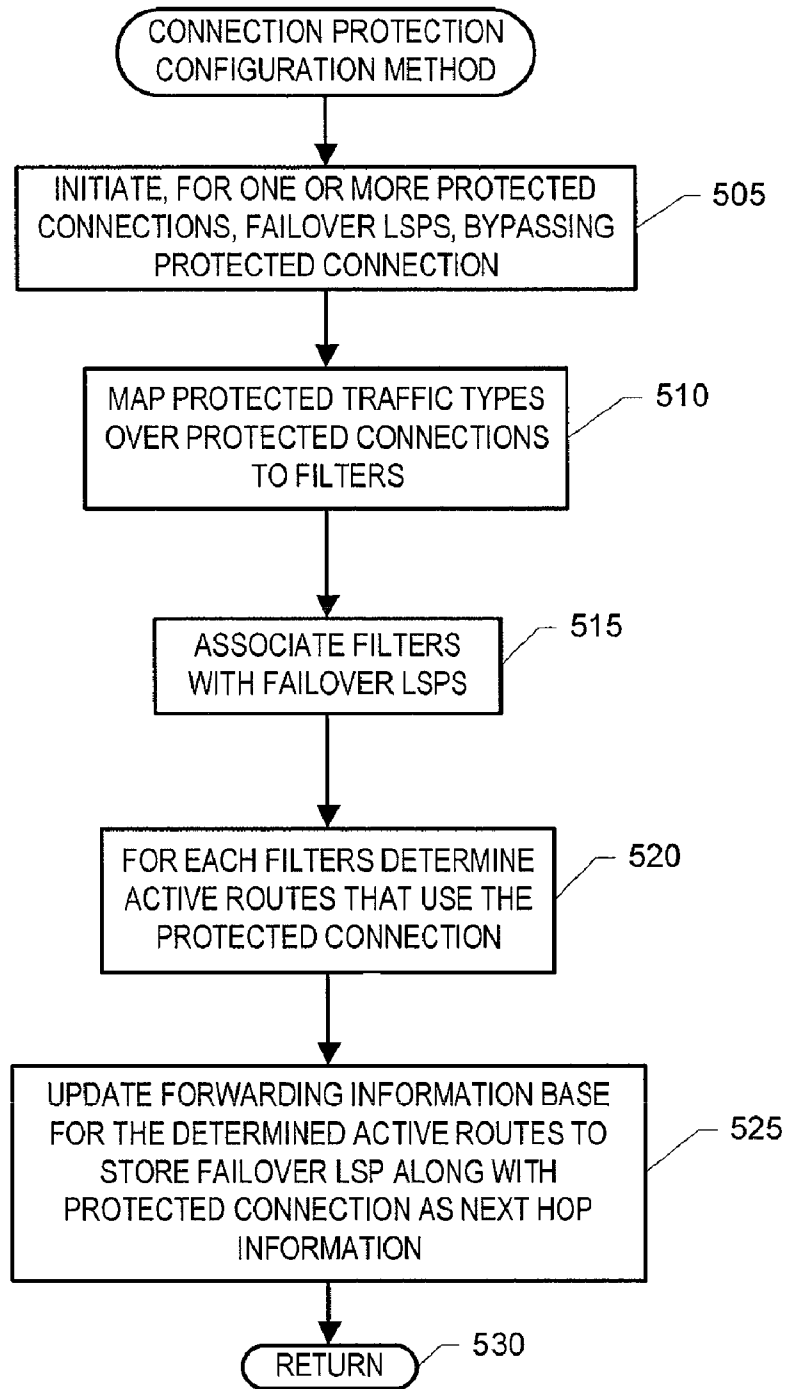 CONNECTION PROTECTION
CONFIGURATION METHOD
INITIATE, FOR ONE OR MORE PROTECTED
CONNECTIONS, FAILOVER LSPS, BYPASSING
PROTECTED CONNECTION
505
MAP PROTECTED TRAFFIC TYPES
OVER PROTECTED CONNECTIONS
TO FILTERS
510
ASSOCIATE FILTERS
WITH FAILOVER LSPS
515
FOR EACH FILTERS DETERMINE
ACTIVE ROUTES THAT USE THE
PROTECTED CONNECTION
520
UPDATE FORWARDING INFORMATION BASE
FOR THE DETERMINED ACTIVE ROUTES TO
STORE FAILOVER LSP ALONG WITH
PROTECTED CONNECTION AS NEXT HOP
INFORMATION
525
RETURN
530